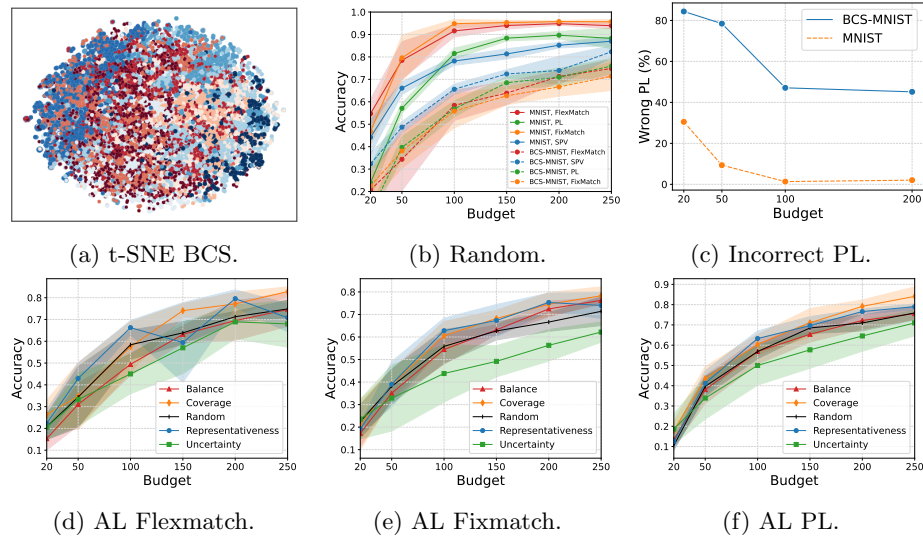 (a) t-SNE BCS.
Accuracy
0.2
0.3
0.4
0.5
0.6
0.7
0.8
0.9
1.0
20
50
100
150
200
250
Budget
MNIST, FlexMatch
MNIST, PL
MNIST, FixMatch
MNIST, SPV
BCS-MNIST, FlexMatch
BCS-MNIST, SPV
BCS-MNIST, PL
BCS-MNIST, FixMatch
(b) Random.
Wrong PL (%)
0
20
40
60
80
20
50
100
200
Budget
BCS-MNIST
MNIST
(c) Incorrect PL.
Accuracy
0.1
0.2
0.3
0.4
0.5
0.6
0.7
0.8
20
50
100
150
200
250
Budget
Balance
Coverage
Random
Representativeness
Uncertainty
(d) AL Flexmatch.
Accuracy
0.1
0.2
0.3
0.4
0.5
0.6
0.7
0.8
20
50
100
150
200
250
Budget
Balance
Coverage
Random
Representativeness
Uncertainty
(e) AL Fixmatch.
Accuracy
0.1
0.2
0.3
0.4
0.5
0.6
0.7
0.8
0.9
20
50
100
150
200
250
Budget
Balance
Coverage
Random
Representativeness
Uncertainty
(f) AL PL.